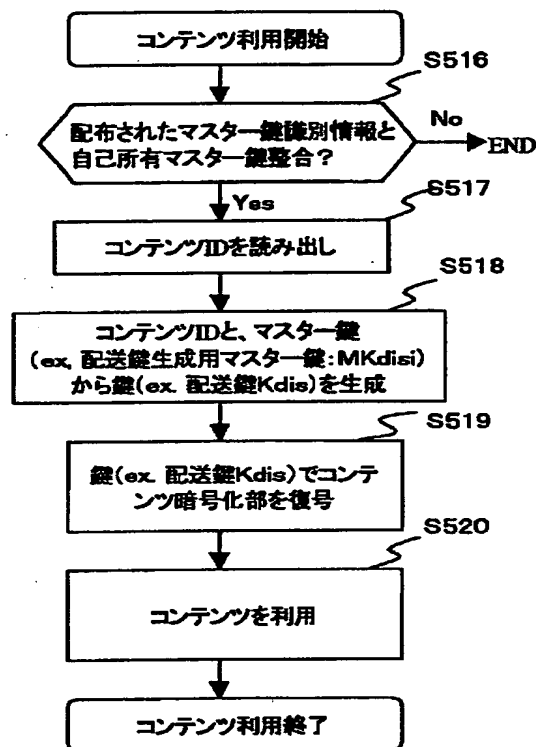 コンテンツ利用開始
S516
配布されたマスター鍵識別情報と
自己所有マスター鍵整合?
No
END
Yes
S517
コンテンツIDを読み出し
S518
コンテンツIDと、マスター鍵
(ex. 配送鍵生成用マスター鍵:MKdisi)
から鍵(ex. 配送鍵Kdis)を生成
S519
鍵(ex. 配送鍵Kdis)でコンテ
ンツ暗号化部を復号
S520
コンテンツを利用
コンテンツ利用終了